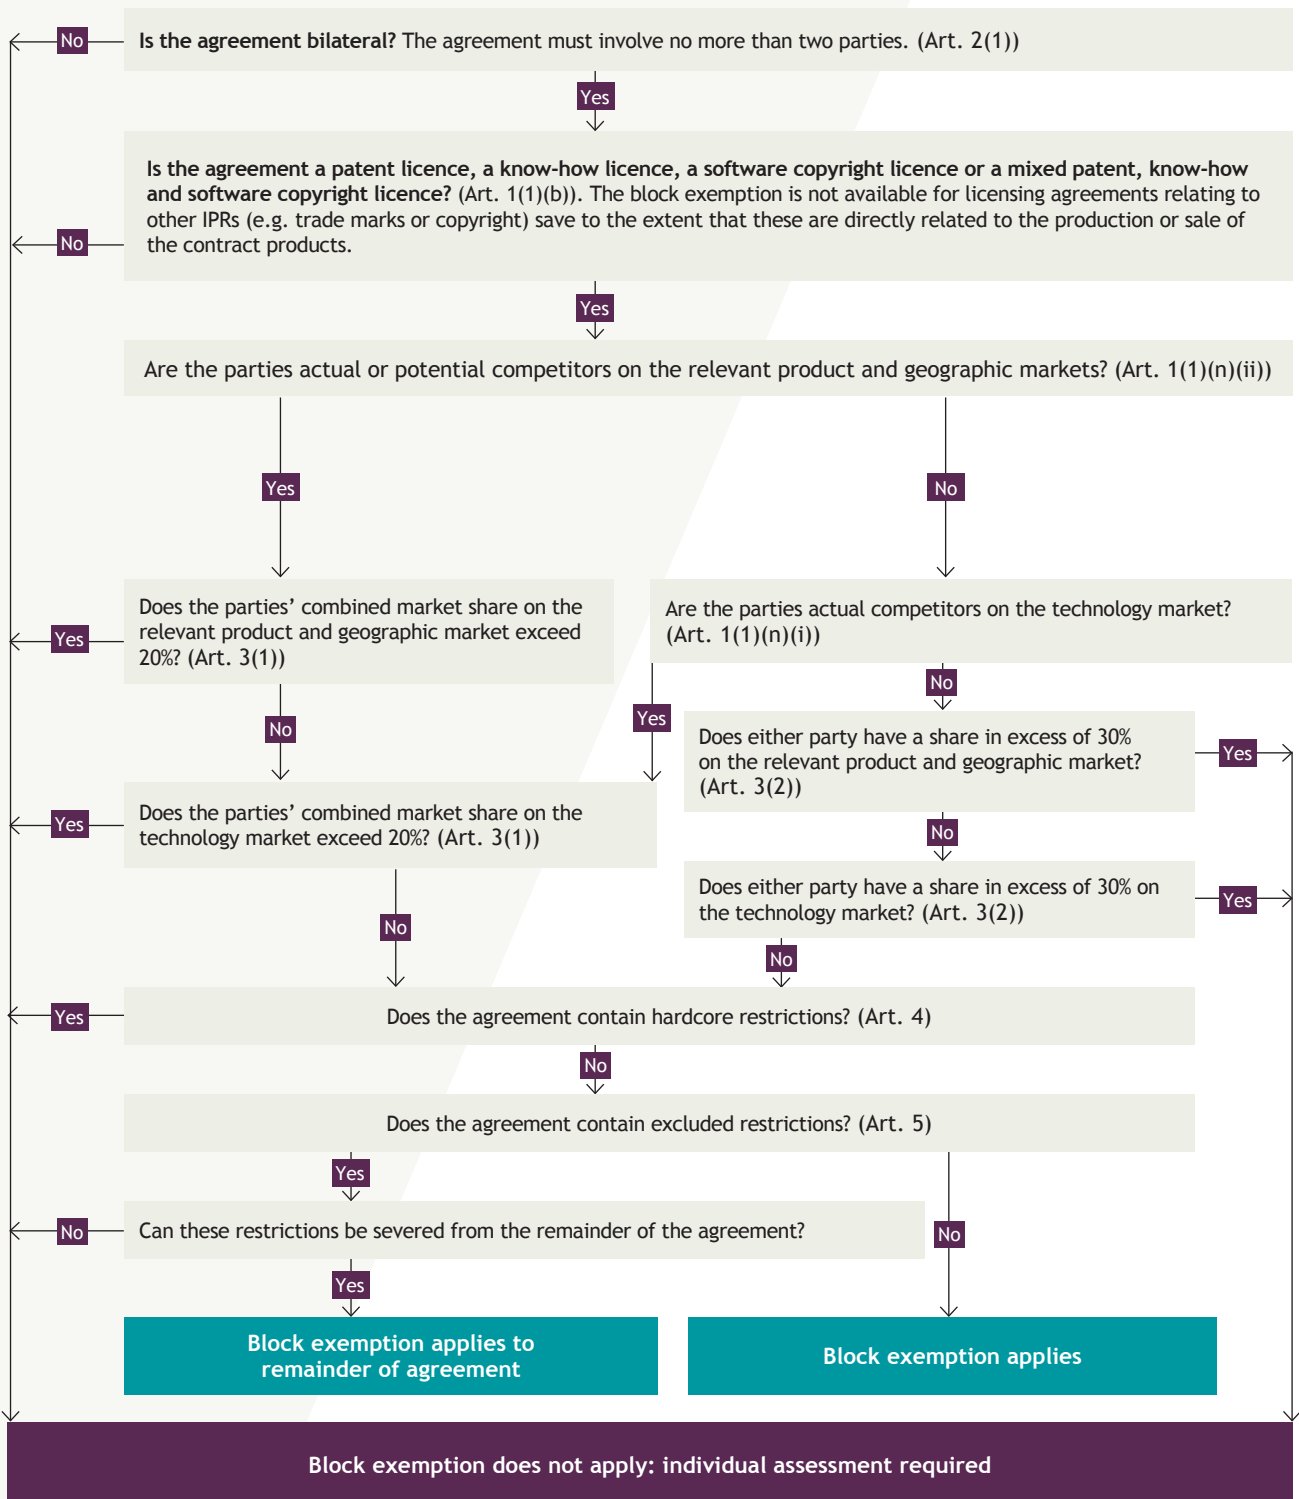 No
Is the agreement bilateral? The agreement must involve no more than two parties. (Art. 2(1))
Yes
Is the agreement a patent licence, a know-how licence, a software copyright licence or a mixed patent, know-how
and software copyright licence? (Art. 1(1)(b)). The block exemption is not available for licensing agreements relating to
other IPRs (e.g. trade marks or copyright) save to the extent that these are directly related to the production or sale of
the contract products.
No
Yes
Are the parties actual or potential competitors on the relevant product and geographic markets? (Art. 1(1)(n)(ii))
Yes
No
Does the parties’ combined market share on the
relevant product and geographic market exceed
20%? (Art. 3(1))
Yes
Are the parties actual competitors on the technology market?
(Art. 1(1)(n)(i))
No
No
Yes
Does either party have a share in excess of 30%
on the relevant product and geographic market?
(Art. 3(2))
Yes
Does the parties’ combined market share on the
technology market exceed 20%? (Art. 3(1))
Yes
No
Does either party have a share in excess of 30% on
the technology market? (Art. 3(2))
Yes
No
No
Yes
Does the agreement contain hardcore restrictions? (Art. 4)
No
Does the agreement contain excluded restrictions? (Art. 5)
Yes
No
Can these restrictions be severed from the remainder of the agreement?
No
Yes
Block exemption applies to
remainder of agreement
Block exemption applies
Block exemption does not apply: individual assessment required